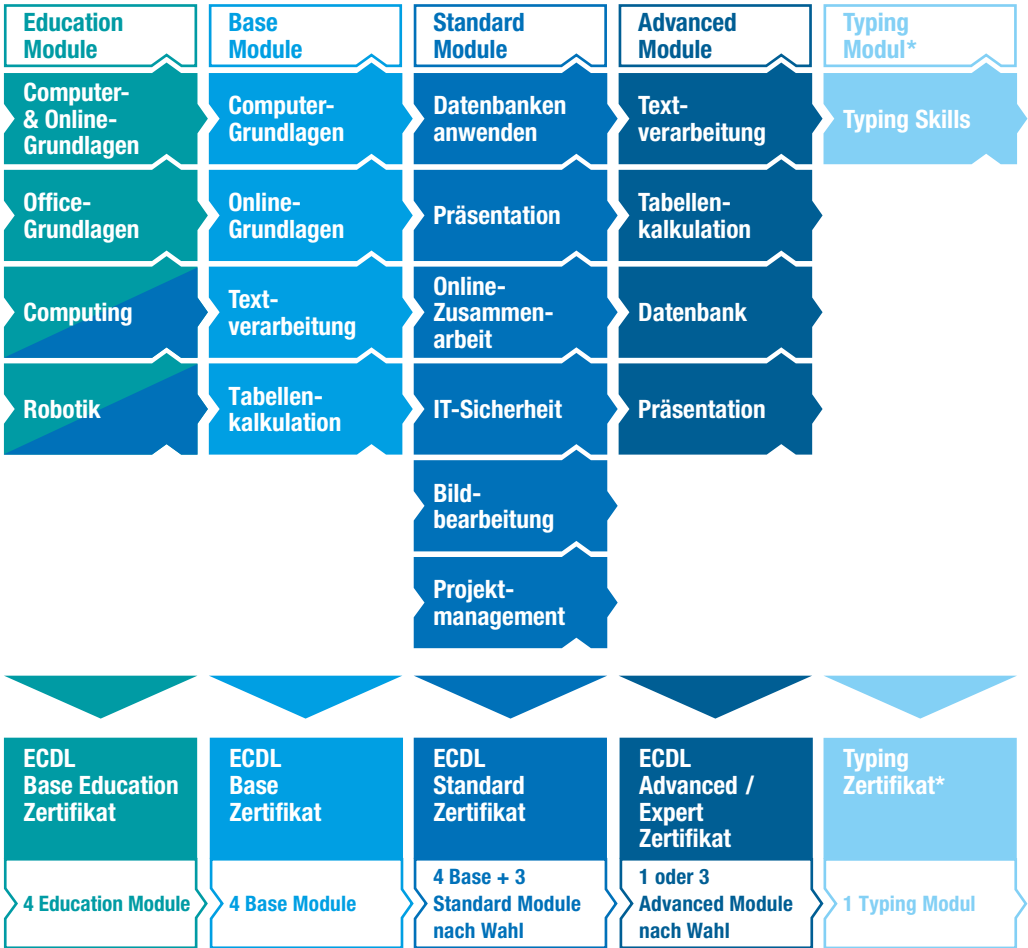 Education
Module
Base
Module
Standard
Module
Advanced
Module
Typing
Modul*
Computer-
& Online-
Grundlagen
Computer-
Grundlagen
Datenbanken
anwenden
Text-
verarbeitung
Typing Skills
Office-
Grundlagen
Online-
Grundlagen
Präsentation
Tabellen-
kalkulation
Computing
Text-
verarbeitung
Online-
Zusammen-
arbeit
Datenbank
Robotik
Tabellen-
kalkulation
IT-Sicherheit
Präsentation
Bild-
bearbeitung
Projekt-
management
ECDL
Base Education
Zertifikat
ECDL
Base
Zertifikat
ECDL
Standard
Zertifikat
ECDL
Advanced /
Expert
Zertifikat
Typing
Zertifikat*
4 Education Module
4 Base Module
4 Base + 3
Standard Module
nach Wahl
1 oder 3
Advanced Module
nach Wahl
1 Typing Modul